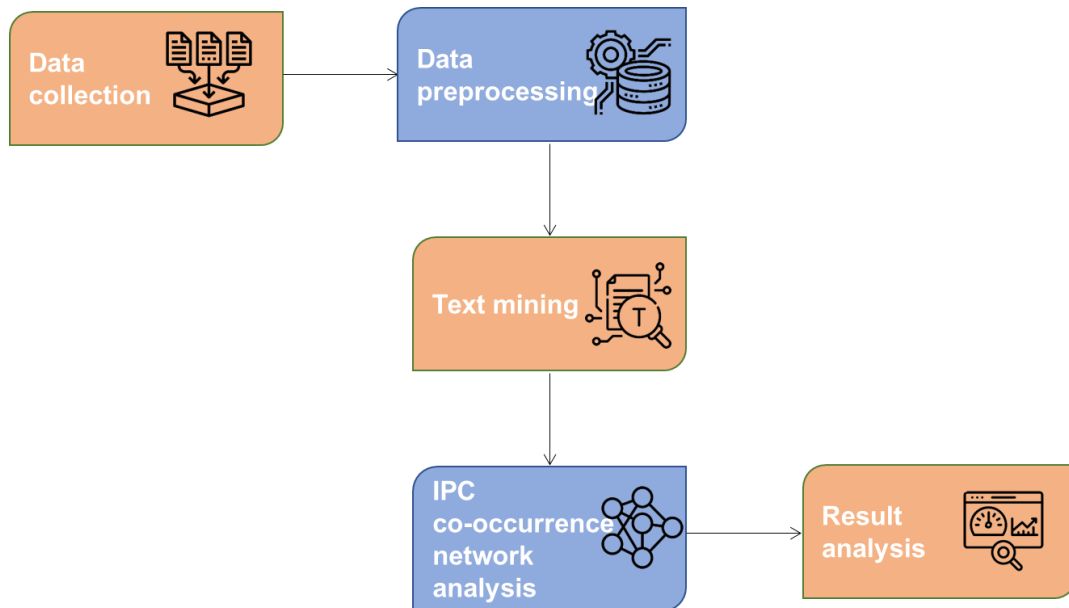 Data
collection
Data
preprocessing
Text mining
T
IPC
co-occurrence
network
analysis
Result
analysis